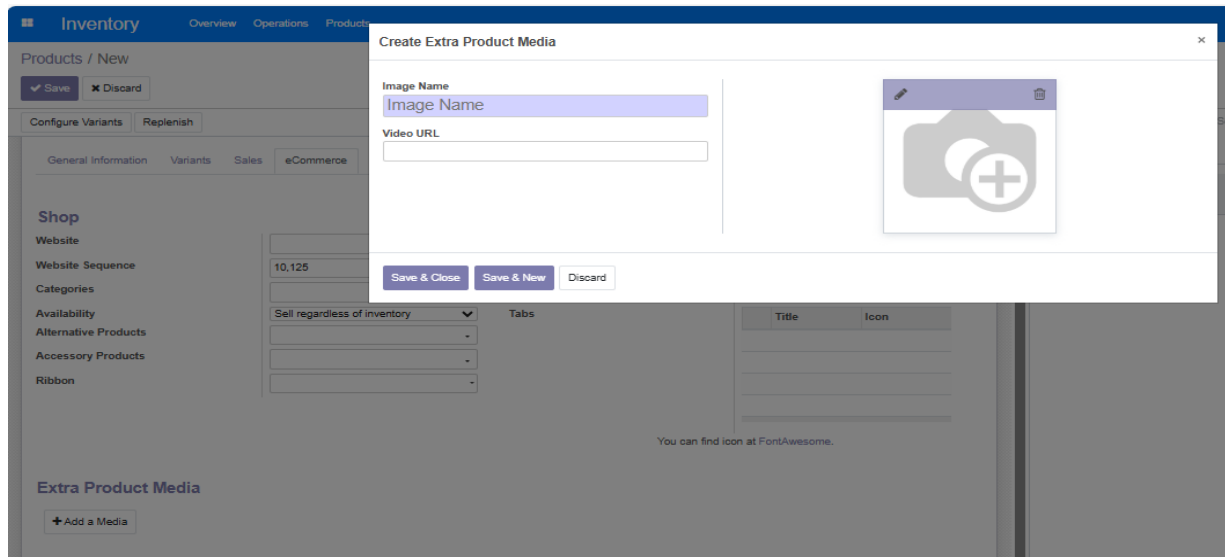 Inventory Overview Operations Products
Products / New
Save Discard
Configure Variants Replenish
General Information Variants Sales eCommerce
Shop
Website
Website Sequence 10,125
Categories
Availability Sell regardless of inventory Tabs Title Icon
Alternative Products
Accessory Products
Ribbon
You can find icon at FontAwesome.
Extra Product Media
+ Add a Media
Create Extra Product Media ×
Image Name
Image Name
Video URL
Save & Close Save & New Discard